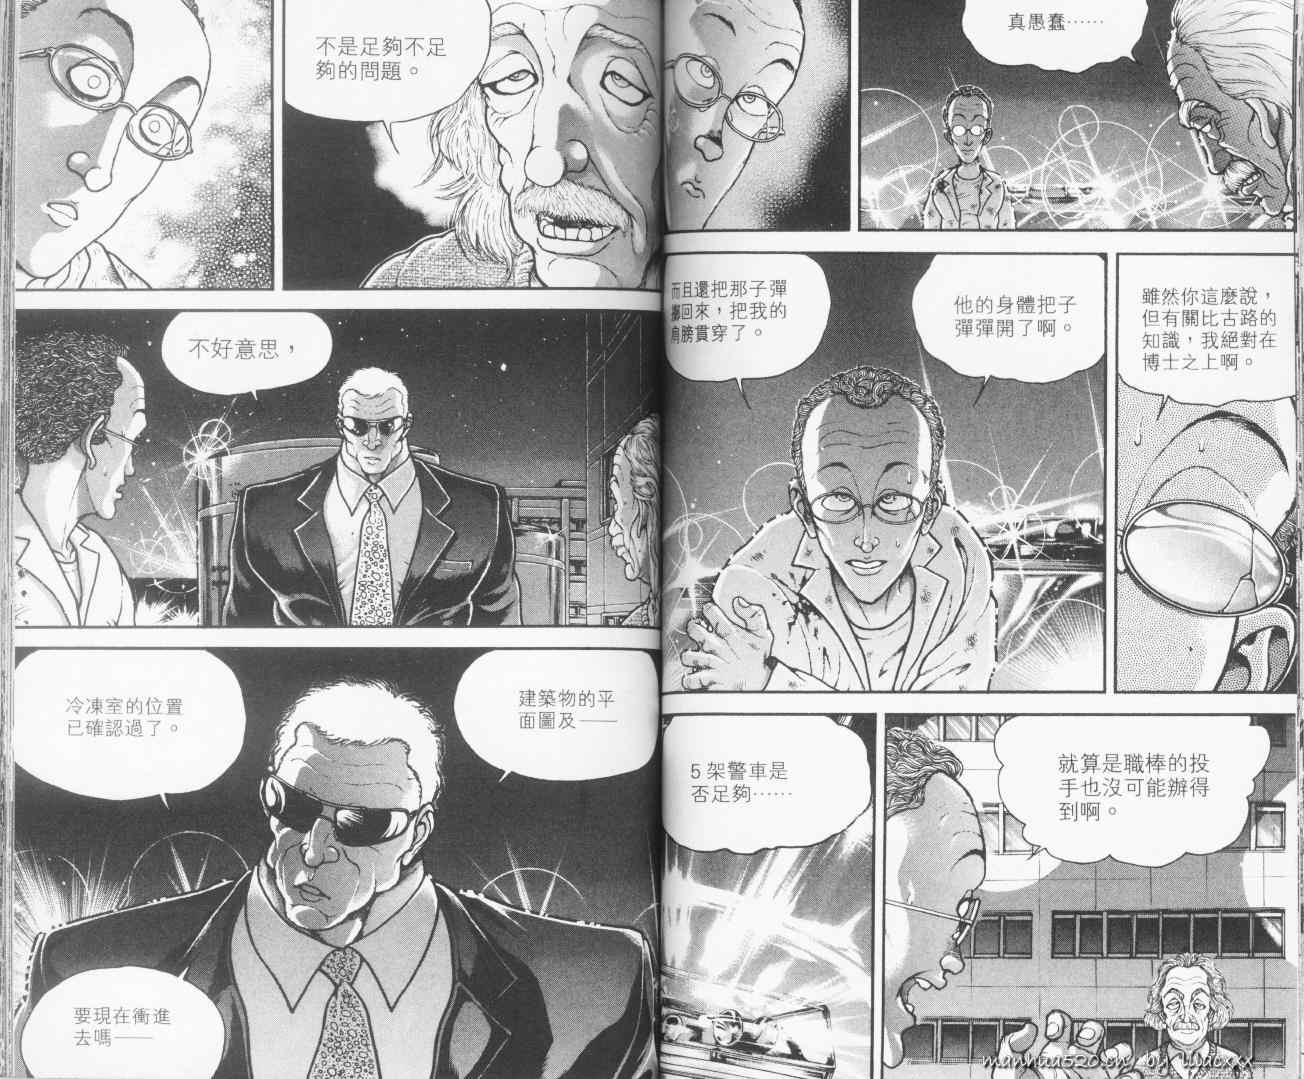 真愚蠢⋯⋯
雖然你這麼說，
但有關比古路的
知識，我絕對在
博士之上啊。
他的身體把子
彈彈開了啊。
而且還把那子彈
回來，把我的
肩膀貫穿了。
就算是職棒的投
手也沒可能辦得
到啊。
5架警車是
否足夠⋯⋯
不是足夠不足
夠的問題。
不好意思，
建築物的平
面圖及——
冷凍室的位置
已確認過了。
要現在衝進
去嗎——
manhua520.cn by